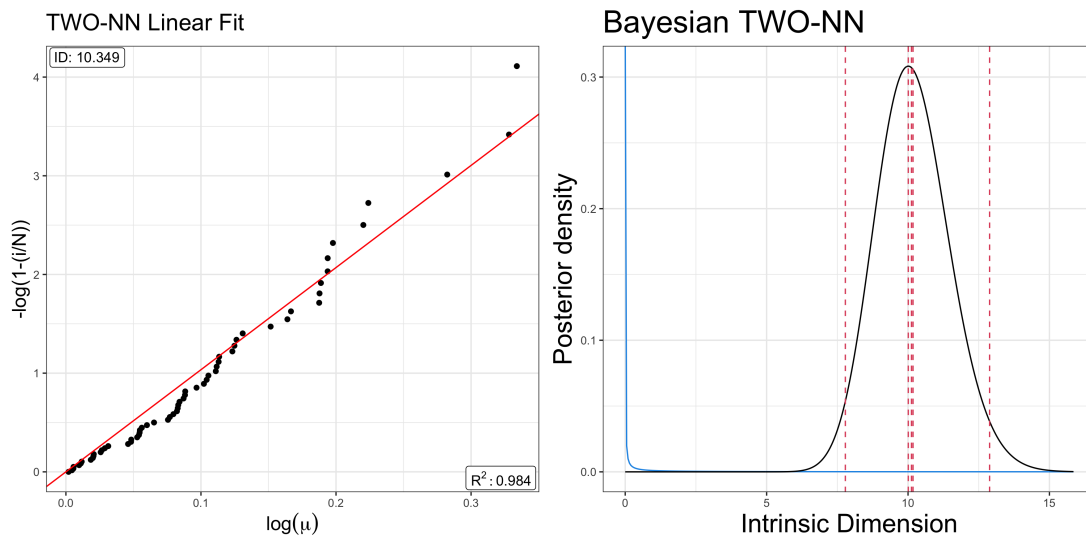 TWO-NN Linear Fit
ID: 10.349
4
3
2
1
0
-log(1-(i/N))
R²: 0.984
0.0 0.1 0.2 0.3
log(μ)
Bayesian TWO-NN
0.3
0.2
0.1
0.0
Posterior density
0 5 10 15
Intrinsic Dimension